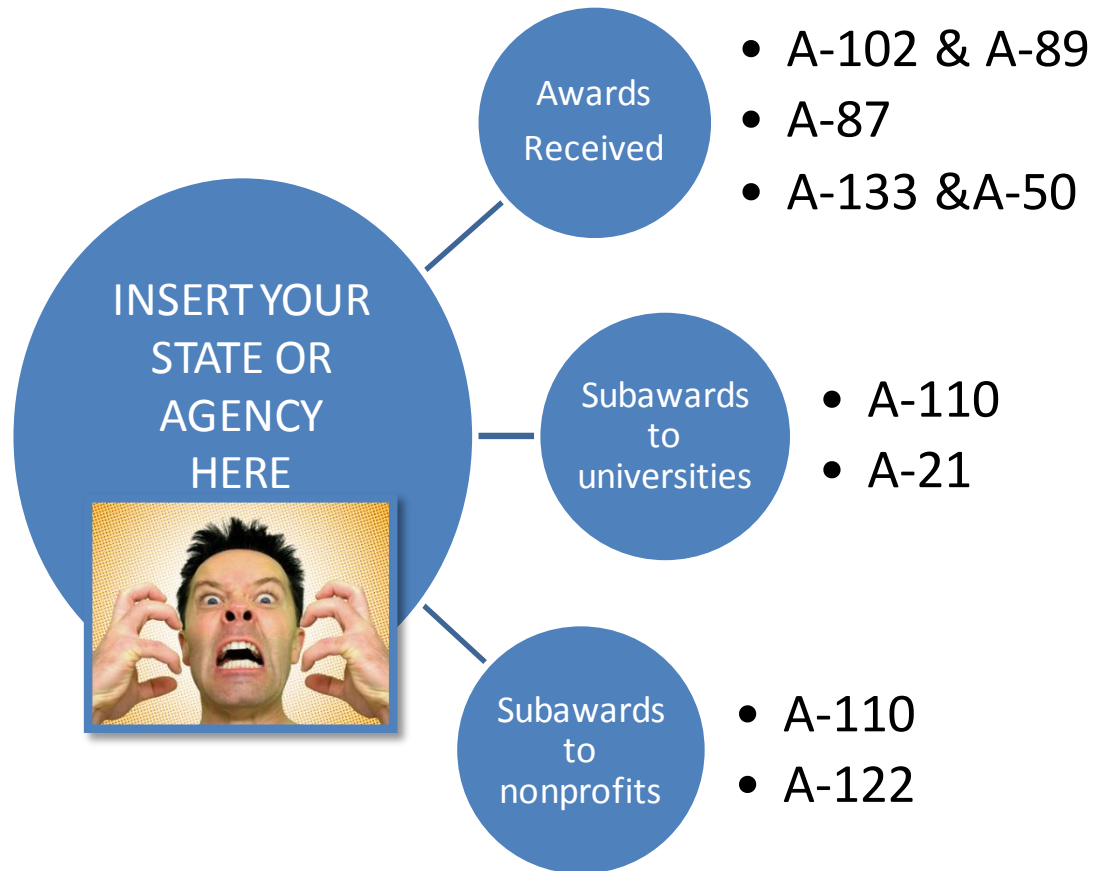 INSERT YOUR
STATE OR
AGENCY
HERE
Awards
Received
• A-102 & A-89
• A-87
• A-133 &A-50
Subawards
to
universities
• A-110
• A-21
Subawards
to
nonprofits
• A-110
• A-122